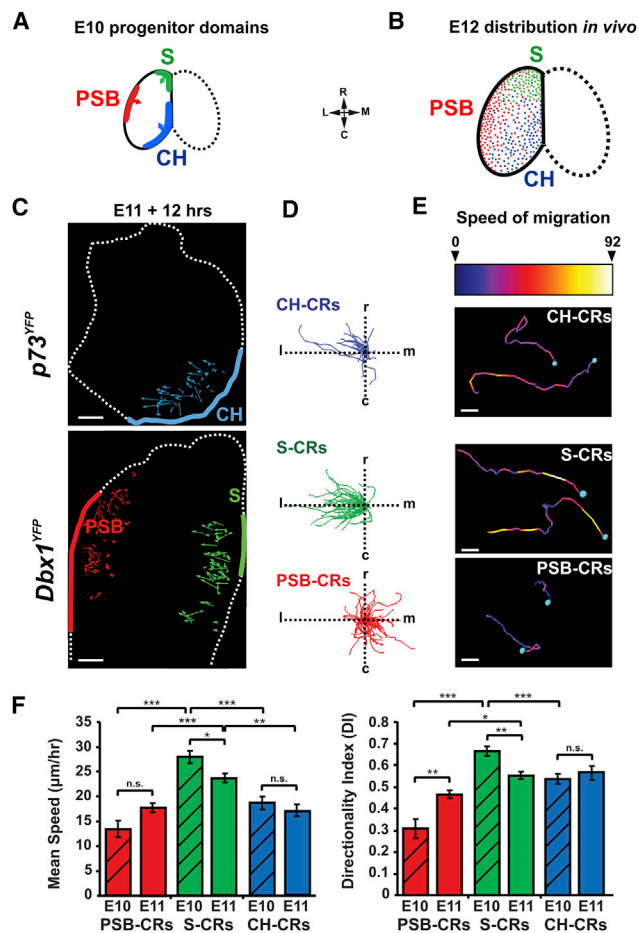 A
E10 progenitor domains
S
PSB
CH
R
L M
C
B
E12 distribution in vivo
S
PSB
CH
C
E11 + 12 hrs
p73YFP
CH
Dbx1YFP
PSB
S
D
CH-CRs
r
l m
c
S-CRs
r
l m
c
PSB-CRs
r
l m
c
E
Speed of migration
0 92
CH-CRs
S-CRs
PSB-CRs
F
Mean Speed (µm/hr)
35
30
25
20
15
10
5
0
*** ***
*** **
n.s. * n.s.
E10 E11 E10 E11 E10 E11
PSB-CRs S-CRs CH-CRs
Directionality Index (DI)
0.8
0.7
0.6
0.5
0.4
0.3
0.2
0.1
0
*** ***
*
** ** n.s.
E10 E11 E10 E11 E10 E11
PSB-CRs S-CRs CH-CRs